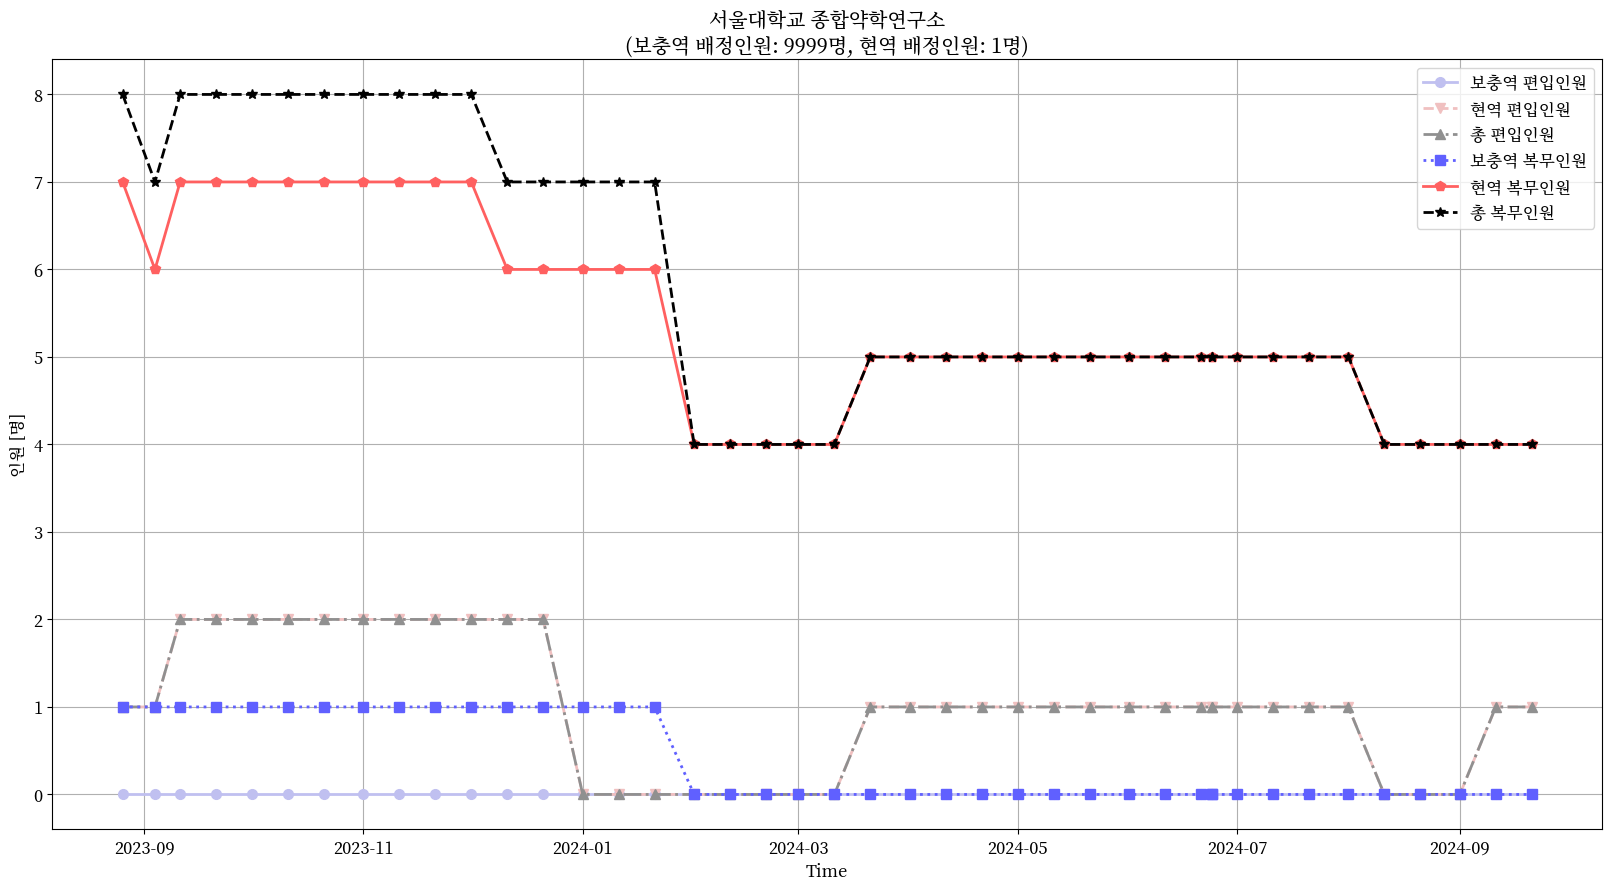 서울대학교 종합약학연구소
(보충역 배정인원: 9999명, 현역 배정인원: 1명)
보충역 편입인원
현역 편입인원
총 편입인원
보충역 복무인원
현역 복무인원
총 복무인원
인원 [명]
8
7
6
5
4
3
2
1
0
2023-09
2023-11
2024-01
2024-03
2024-05
2024-07
2024-09
Time